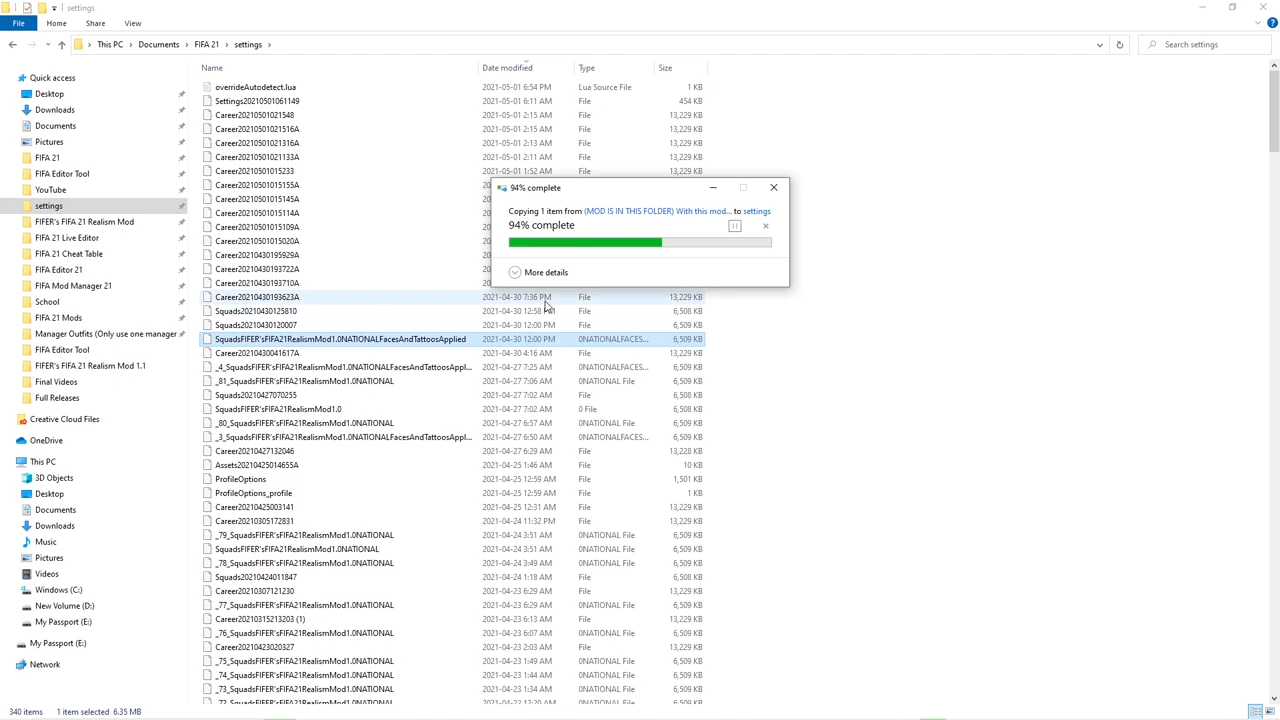 settings
File Home Share View
This PC Documents FIFA 21 settings
Search settings
Name Date modified Type Size
Quick access
Desktop
Downloads
Documents
Pictures
FIFA 21
FIFA Editor Tool
YouTube
settings
FIFER's FIFA 21 Realism Mod
FIFA 21 Live Editor
FIFA 21 Cheat Table
FIFA Editor 21
FIFA Mod Manager 21
School
FIFA 21 Mods
Manager Outfits (Only use one manager
FIFA Editor Tool
FIFER's FIFA 21 Realism Mod 1.1
Final Videos
Full Releases
Creative Cloud Files
OneDrive
This PC
3D Objects
Desktop
Documents
Downloads
Music
Pictures
Videos
Windows (C:)
New Volume (D:)
My Passport (E:)
My Passport (E:)
Network
overrideAutodetect.lua 2021-05-01 6:54 PM Lua Source File 1 KB
Settings20210501061149 2021-05-01 6:11 AM File 454 KB
Career20210501021548 2021-05-01 2:15 AM File 13,229 KB
Career20210501021516A 2021-05-01 2:15 AM File 13,229 KB
Career20210501021316A 2021-05-01 2:13 AM File 13,229 KB
Career20210501021133A 2021-05-01 2:11 AM File 13,229 KB
Career20210501015233 2021-05-01 1:52 AM File 13,229 KB
Career20210501015155A
Career20210501015145A
Career20210501015114A
Career20210501015109A
Career20210501015020A
Career20210430195929A
Career20210430193722A
Career20210430193710A
Career20210430193623A 2021-04-30 7:36 PM File 13,229 KB
Squads20210430125810 2021-04-30 12:58 File 6,508 KB
Squads20210430120007 2021-04-30 12:00 PM File 6,509 KB
SquadsFIFER'sFIFA21RealismMod1.0NATIONALFacesAndTattoosApplied 2021-04-30 12:00 PM 0NATIONALFACES... 6,509 KB
Career20210430041617A 2021-04-30 4:16 AM File 13,229 KB
_4_SquadsFIFER'sFIFA21RealismMod1.0NATIONALFacesAndTattoosAppl... 2021-04-27 7:25 AM 0NATIONALFACES... 6,509 KB
_81_SquadsFIFER'sFIFA21RealismMod1.0NATIONAL 2021-04-27 7:06 AM 0NATIONAL File 6,509 KB
Squads20210427070255 2021-04-27 7:02 AM File 6,508 KB
SquadsFIFER'sFIFA21RealismMod1.0 2021-04-27 7:02 AM 0 File 6,508 KB
_80_SquadsFIFER'sFIFA21RealismMod1.0NATIONAL 2021-04-27 6:57 AM 0NATIONAL File 6,509 KB
_3_SquadsFIFER'sFIFA21RealismMod1.0NATIONALFacesAndTattoosAppl... 2021-04-27 6:50 AM 0NATIONALFACES... 6,509 KB
Career20210427132046 2021-04-27 6:29 AM File 13,228 KB
Assets20210425014655A 2021-04-25 1:46 AM File 10 KB
ProfileOptions 2021-04-25 12:59 AM File 1,501 KB
ProfileOptions_profile 2021-04-25 12:59 AM File 1 KB
Career20210425003141 2021-04-25 12:31 AM File 13,229 KB
Career20210305172831 2021-04-24 11:32 PM File 13,229 KB
_79_SquadsFIFER'sFIFA21RealismMod1.0NATIONAL 2021-04-24 3:51 AM 0NATIONAL File 6,509 KB
SquadsFIFER'sFIFA21RealismMod1.0NATIONAL 2021-04-24 3:51 AM 0NATIONAL File 6,509 KB
_78_SquadsFIFER'sFIFA21RealismMod1.0NATIONAL 2021-04-24 3:49 AM 0NATIONAL File 6,509 KB
Squads20210424011847 2021-04-24 1:18 AM File 6,508 KB
Career20210307121230 2021-04-23 6:29 AM File 13,229 KB
_77_SquadsFIFER'sFIFA21RealismMod1.0NATIONAL 2021-04-23 6:29 AM 0NATIONAL File 6,509 KB
Career20210315213203 (1) 2021-04-23 6:13 AM File 13,229 KB
_76_SquadsFIFER'sFIFA21RealismMod1.0NATIONAL 2021-04-23 6:07 AM 0NATIONAL File 6,509 KB
Career20210423020327 2021-04-23 2:03 AM File 13,229 KB
_75_SquadsFIFER'sFIFA21RealismMod1.0NATIONAL 2021-04-23 1:49 AM 0NATIONAL File 6,509 KB
_74_SquadsFIFER'sFIFA21RealismMod1.0NATIONAL 2021-04-23 1:44 AM 0NATIONAL File 6,509 KB
_73_SquadsFIFER'sFIFA21RealismMod1.0NATIONAL 2021-04-23 1:34 AM 0NATIONAL File 6,509 KB
94% complete
Copying 1 item from (MOD IS IN THIS FOLDER) With this mod... to settings
94% complete
More details
340 items 1 item selected 6.35 MB